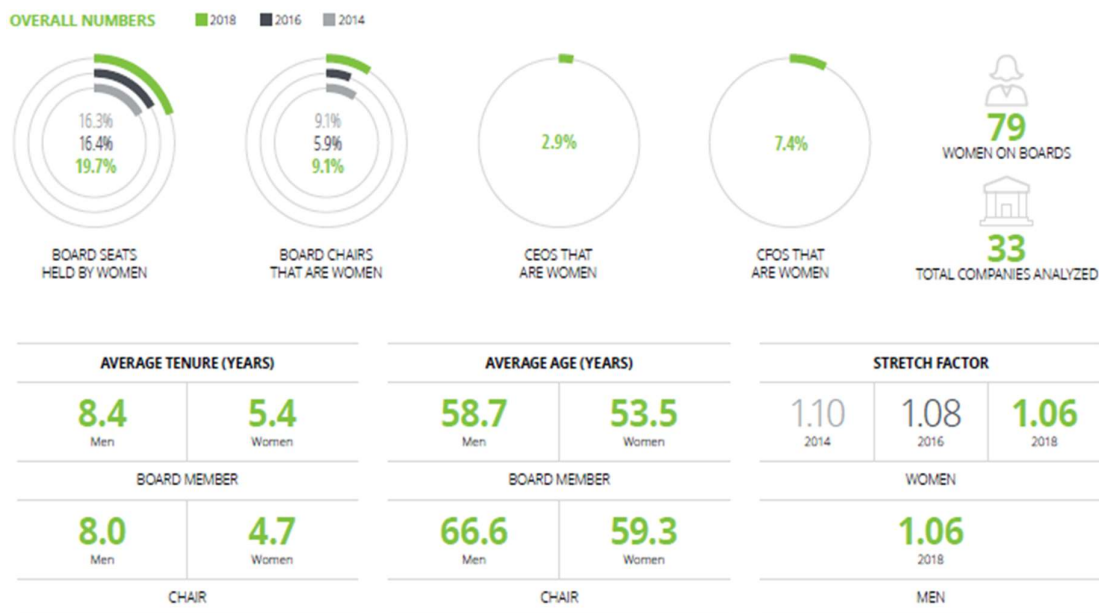 OVERALL NUMBERS 2018 2016 2014
16.3%
16.4%
19.7%
BOARD SEATS
HELD BY WOMEN
9.1%
5.9%
9.1%
BOARD CHAIRS
THAT ARE WOMEN
2.9%
CEOS THAT
ARE WOMEN
7.4%
CFOS THAT
ARE WOMEN
79
WOMEN ON BOARDS
33
TOTAL COMPANIES ANALYZED
AVERAGE TENURE (YEARS)
8.4 5.4
Men Women
BOARD MEMBER
8.0 4.7
Men Women
CHAIR
AVERAGE AGE (YEARS)
58.7 53.5
Men Women
BOARD MEMBER
66.6 59.3
Men Women
CHAIR
STRETCH FACTOR
1.10 1.08 1.06
2014 2016 2018
WOMEN
1.06
2018
MEN